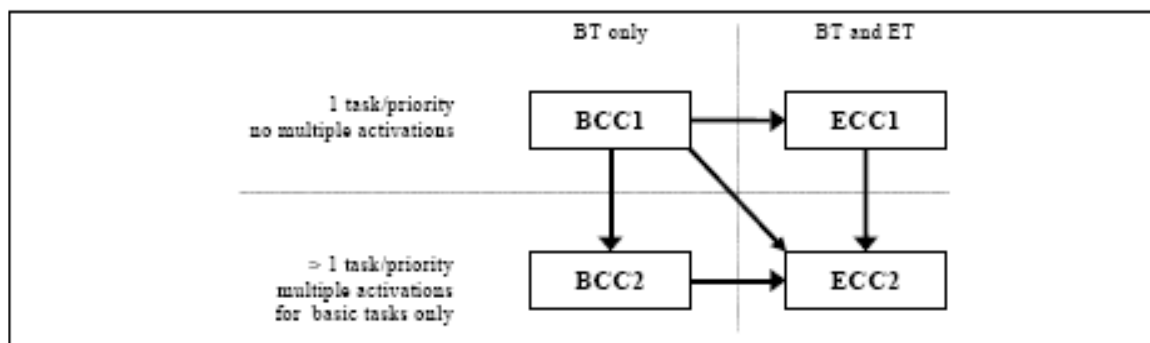 BT only
BT and ET
1 task/priority
no multiple activations
BCC1
ECC1
> 1 task/priority
multiple activations
for basic tasks only
BCC2
ECC2